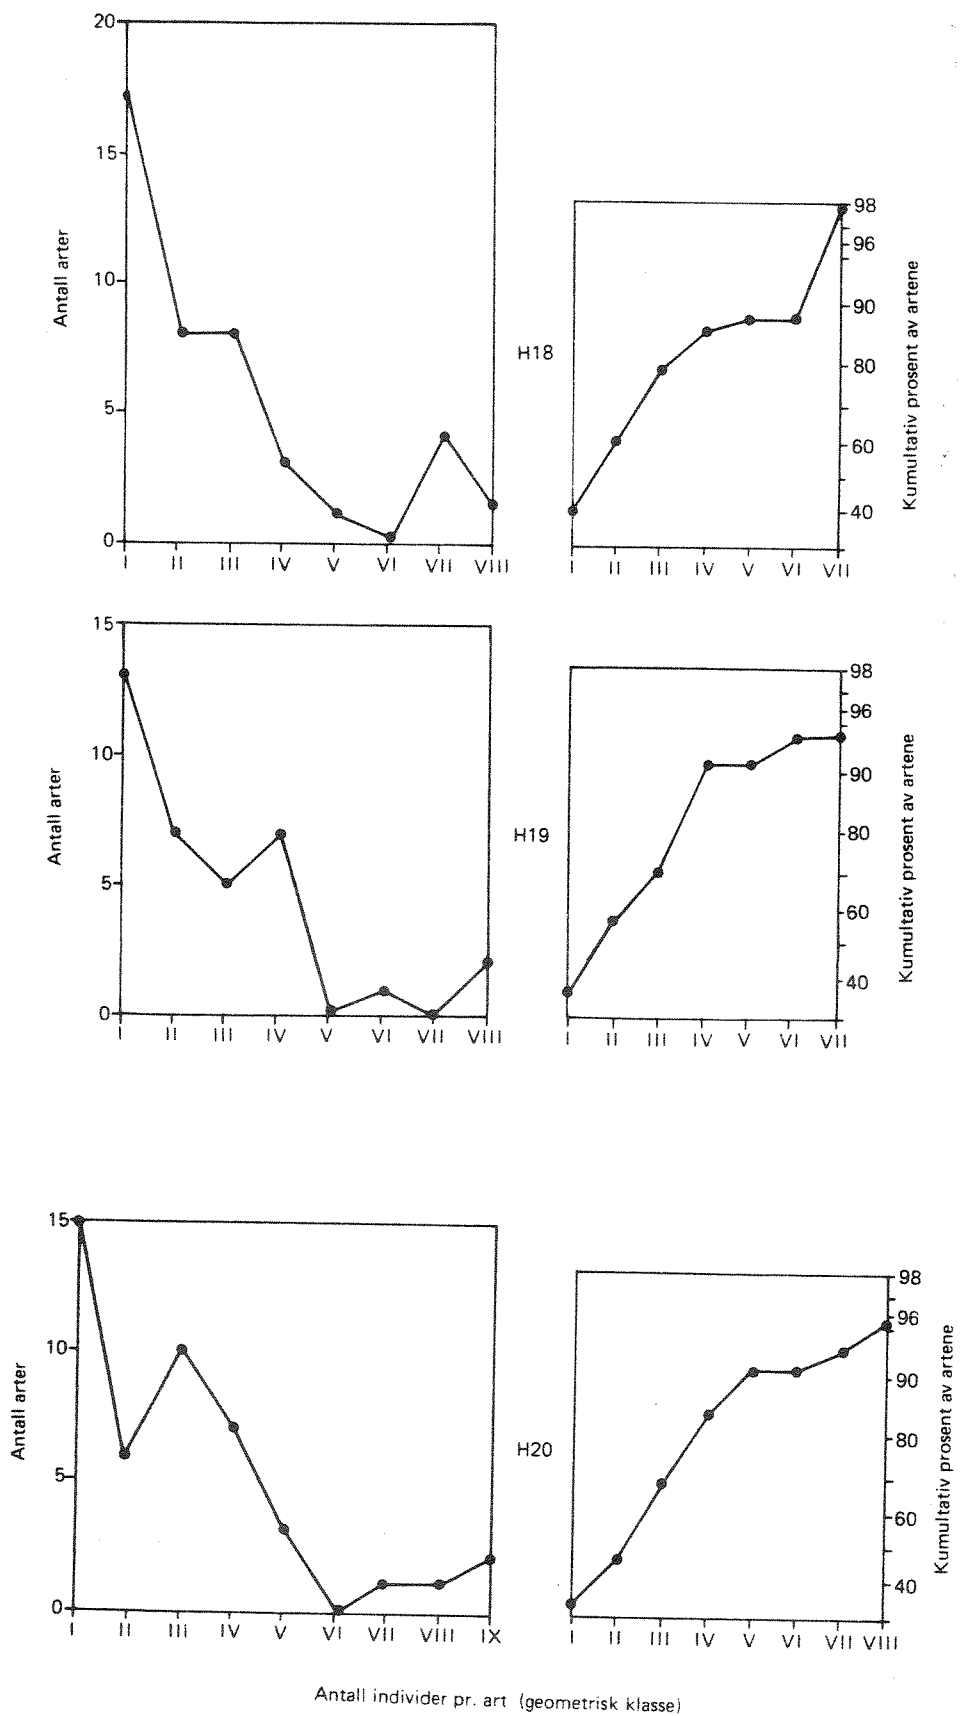 20
15
10
5
0
Antall arter
I II III IV V VI VII VIII
H18
98
96
90
80
60
40
Kumultativ prosent av artene
I II III IV V VI VII
15
10
5
0
Antall arter
I II III IV V VI VII VIII
H19
98
96
90
80
60
40
Kumultativ prosent av artene
I II III IV V VI VII
15
10
5
0
Antall arter
I II III IV V VI VII VIII IX
H20
98
96
90
80
60
40
Kumultativ prosent av artene
I II III IV V VI VII VIII
Antall individer pr. art (geometrisk klasse)